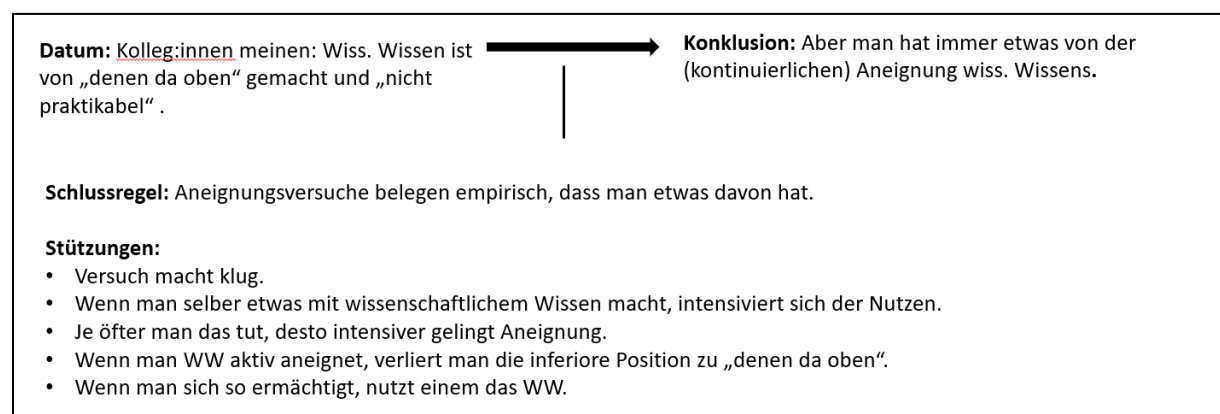 Datum: Kolleg:innen meinen: Wiss. Wissen ist
von „denen da oben“ gemacht und „nicht
praktikabel“ .
Konklusion: Aber man hat immer etwas von der
(kontinuierlichen) Aneignung wiss. Wissens.
Schlussregel: Aneignungsversuche belegen empirisch, dass man etwas davon hat.
Stützungen:
• Versuch macht klug.
• Wenn man selber etwas mit wissenschaftlichem Wissen macht, intensiviert sich der Nutzen.
• Je öfter man das tut, desto intensiver gelingt Aneignung.
• Wenn man WW aktiv aneignet, verliert man die inferiore Position zu „denen da oben“.
• Wenn man sich so ermächtigt, nutzt einem das WW.